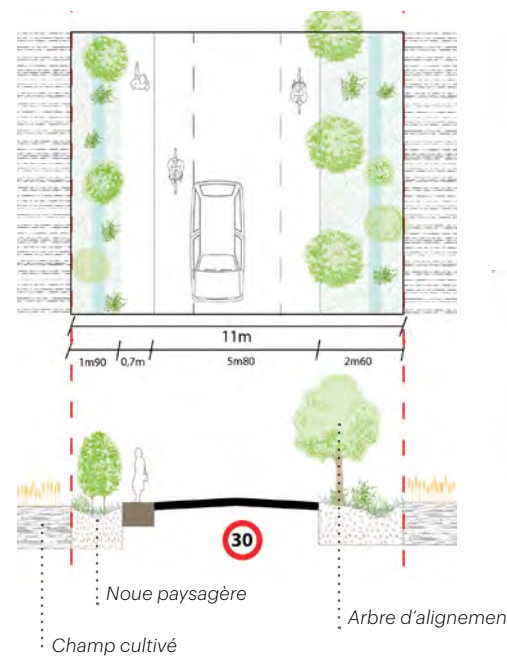 11m
1m90 0,7m 5m80 2m60
30
Noue paysagère
Arbre d'alignemen
Champ cultivé